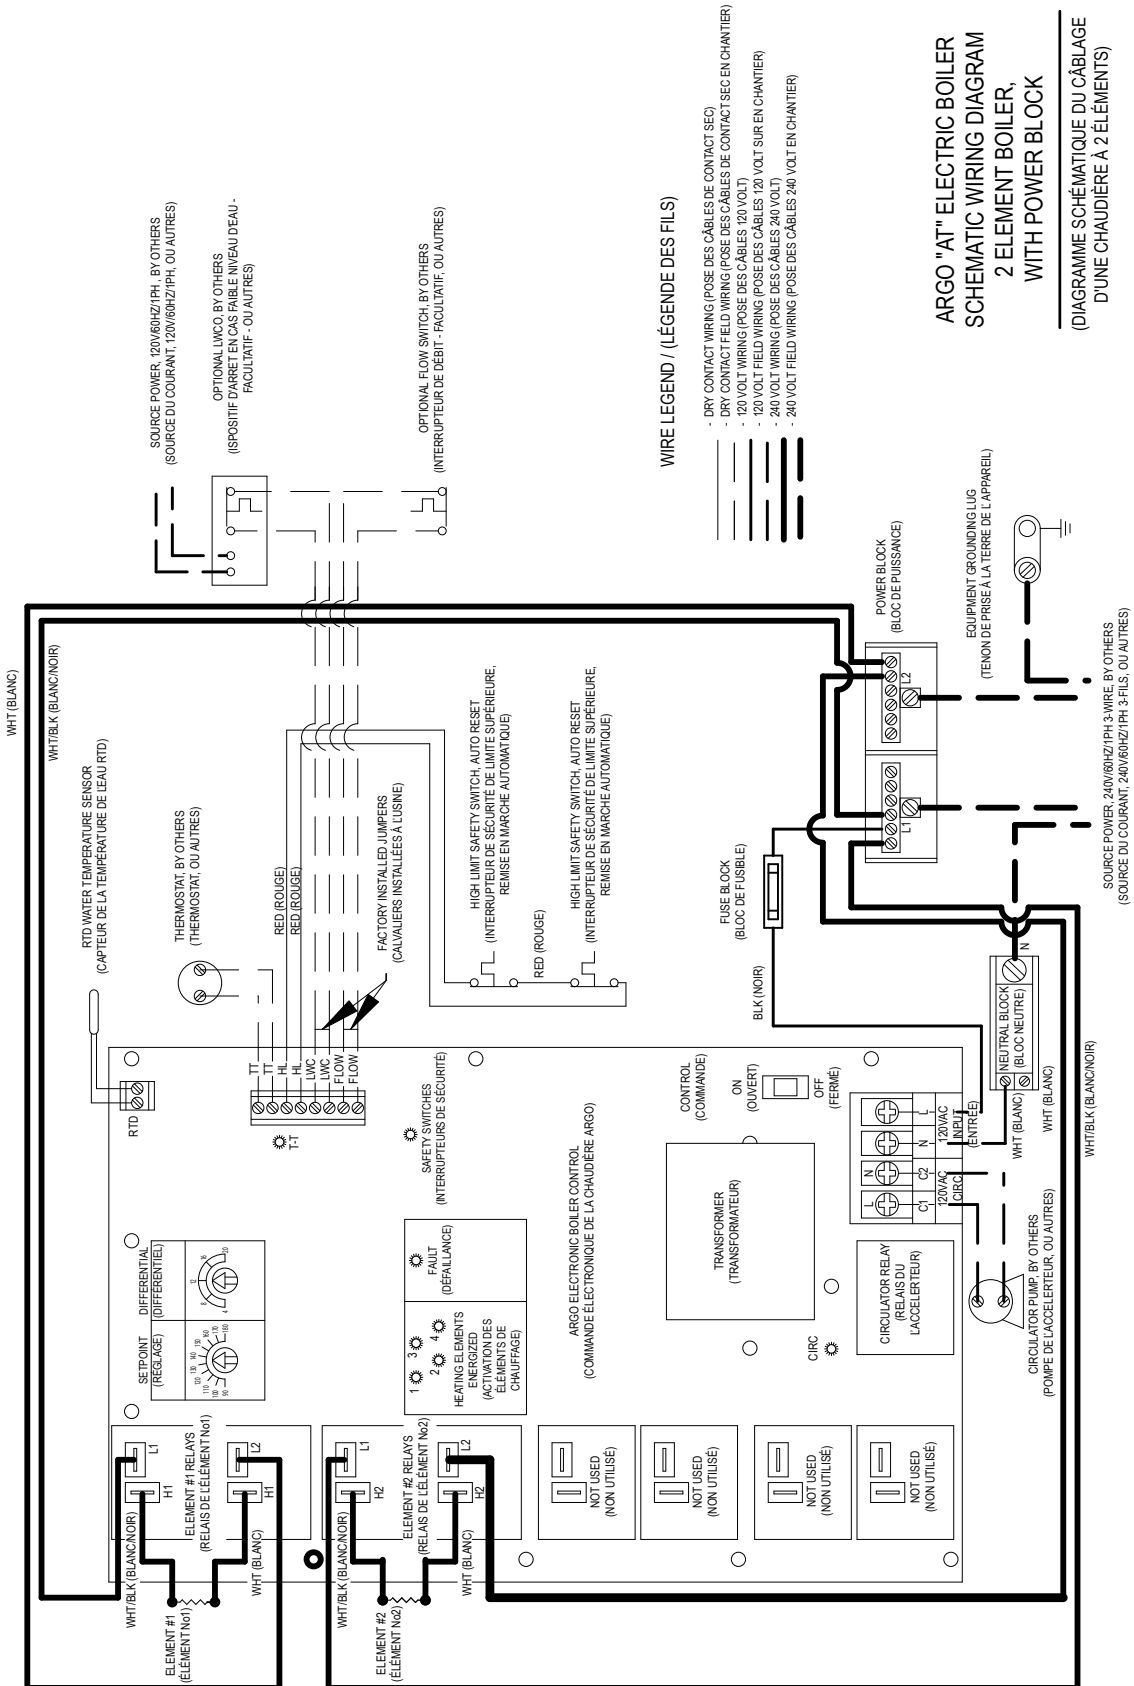 ARGO "AT" ELECTRIC BOILER
SCHEMATIC WIRING DIAGRAM
2 ELEMENT BOILER,
WITH POWER BLOCK
(DIAGRAMME SCHÉMATIQUE DU CÂBLAGE
D'UNE CHAUDIÈRE À 2 ÉLÉMENTS)
WIRE LEGEND / (LÉGENDE DES FILS)
- DRY CONTACT WIRING (POSE DES CÂBLES DE CONTACT SEC)
- DRY CONTACT FIELD WIRING (POSE DES CÂBLES DE CONTACT SEC EN CHANTIER)
- 120 VOLT WIRING (POSE DES CÂBLES 120 VOLT)
- 120 VOLT FIELD WIRING (POSE DES CÂBLES 120 VOLT SUR EN CHANTIER)
- 240 VOLT WIRING (POSE DES CÂBLES 240 VOLT)
- 240 VOLT FIELD WIRING (POSE DES CÂBLES 240 VOLT EN CHANTIER)
SOURCE POWER, 120V/60HZ/1PH , BY OTHERS
(SOURCE DU COURANT, 120V/60HZ/1PH, OU AUTRES)
OPTIONAL LWCO, BY OTHERS
(ISPOSITIF D'ARRET EN CAS FAIBLE NIVEAU D'EAU -
FACULTATIF - OU AUTRES)
OPTIONAL FLOW SWITCH, BY OTHERS
(INTERRUPTEUR DE DÉBIT - FACULTATIF, OU AUTRES)
WHT (BLANC)
WHT/BLK (BLANC/NOIR)
RTD WATER TEMPERATURE SENSOR
(CAPTEUR DE LA TEMPÉRATURE DE L'EAU RTD)
THERMOSTAT, BY OTHERS
(THERMOSTAT, OU AUTRES)
RED (ROUGE)
RED (ROUGE)
FACTORY INSTALLED JUMPERS
(CALVALIERS INSTALLÉES À L'USINE)
HIGH LIMIT SAFETY SWITCH, AUTO RESET
(INTERRUPTEUR DE SÉCURITÉ DE LIMITE SUPÉRIEURE,
REMISE EN MARCHE AUTOMATIQUE)
RED (ROUGE)
HIGH LIMIT SAFETY SWITCH, AUTO RESET
(INTERRUPTEUR DE SÉCURITÉ DE LIMITE SUPÉRIEURE,
REMISE EN MARCHE AUTOMATIQUE)
FUSE BLOCK
(BLOC DE FUSIBLE)
BLK (NOIR)
POWER BLOCK
(BLOC DE PUISSANCE)
L1
L2
EQUIPMENT GROUNDING LUG
(TENON DE PRISE À LA TERRE DE L'APPAREIL)
SOURCE POWER, 240V/60HZ/1PH 3-WIRE, BY OTHERS
(SOURCE DU COURANT, 240V/60HZ/1PH 3-FILS, OU AUTRES)
N
NEUTRAL BLOCK
(BLOC NEUTRE)
WHT (BLANC)
WHT (BLANC)
WHT/BLK (BLANC/NOIR)
RTD
TT
TT
HL
HL
LWC
LWC
FLOW
FLOW
T-T
SAFETY SWITCHES
(INTERRUPTEURS DE SÉCURITÉ)
CONTROL
(COMMANDE)
ON
(OUVERT)
OFF
(FERMÉ)
DIFFERENTIAL
(DIFFÉRENTIEL)
4
8
12
16
20
SETPOINT
(RÉGLAGE)
90
100
110
120
130
140
150
160
170
180
FAULT
(DÉFAILLANCE)
1
2
3
4
HEATING ELEMENTS
ENERGIZED
(ACTIVATION DES
ÉLÉMENTS DE
CHAUFFAGE)
ARGO ELECTRONIC BOILER CONTROL
(COMMANDE ÉLECTRONIQUE DE LA CHAUDIÈRE ARGO)
TRANSFORMER
(TRANSFORMATEUR)
CIRC
CIRCULATOR RELAY
(RELAIS DU
L'ACCELERTEUR)
L
N
N
L
C1
C2
120VAC
CIRC.
120VAC
INPUT
(ENTRÉE)
CIRCULATOR PUMP, BY OTHERS
(POMPE DE L'ACCELERTEUR, OU AUTRES)
L1
H1
ELEMENT #1 RELAYS
(RELAIS DE L'ÉLÉMENT No1)
L2
H1
WHT/BLK (BLANC/NOIR)
WHT (BLANC)
ELEMENT #1
(ÉLÉMENT No1)
L1
H2
ELEMENT #2 RELAYS
(RELAIS DE L'ÉLÉMENT No2)
L2
H2
WHT/BLK (BLANC/NOIR)
WHT (BLANC)
ELEMENT #2
(ÉLÉMENT No2)
NOT USED
(NON UTILISÉ)
NOT USED
(NON UTILISÉ)
NOT USED
(NON UTILISÉ)
NOT USED
(NON UTILISÉ)